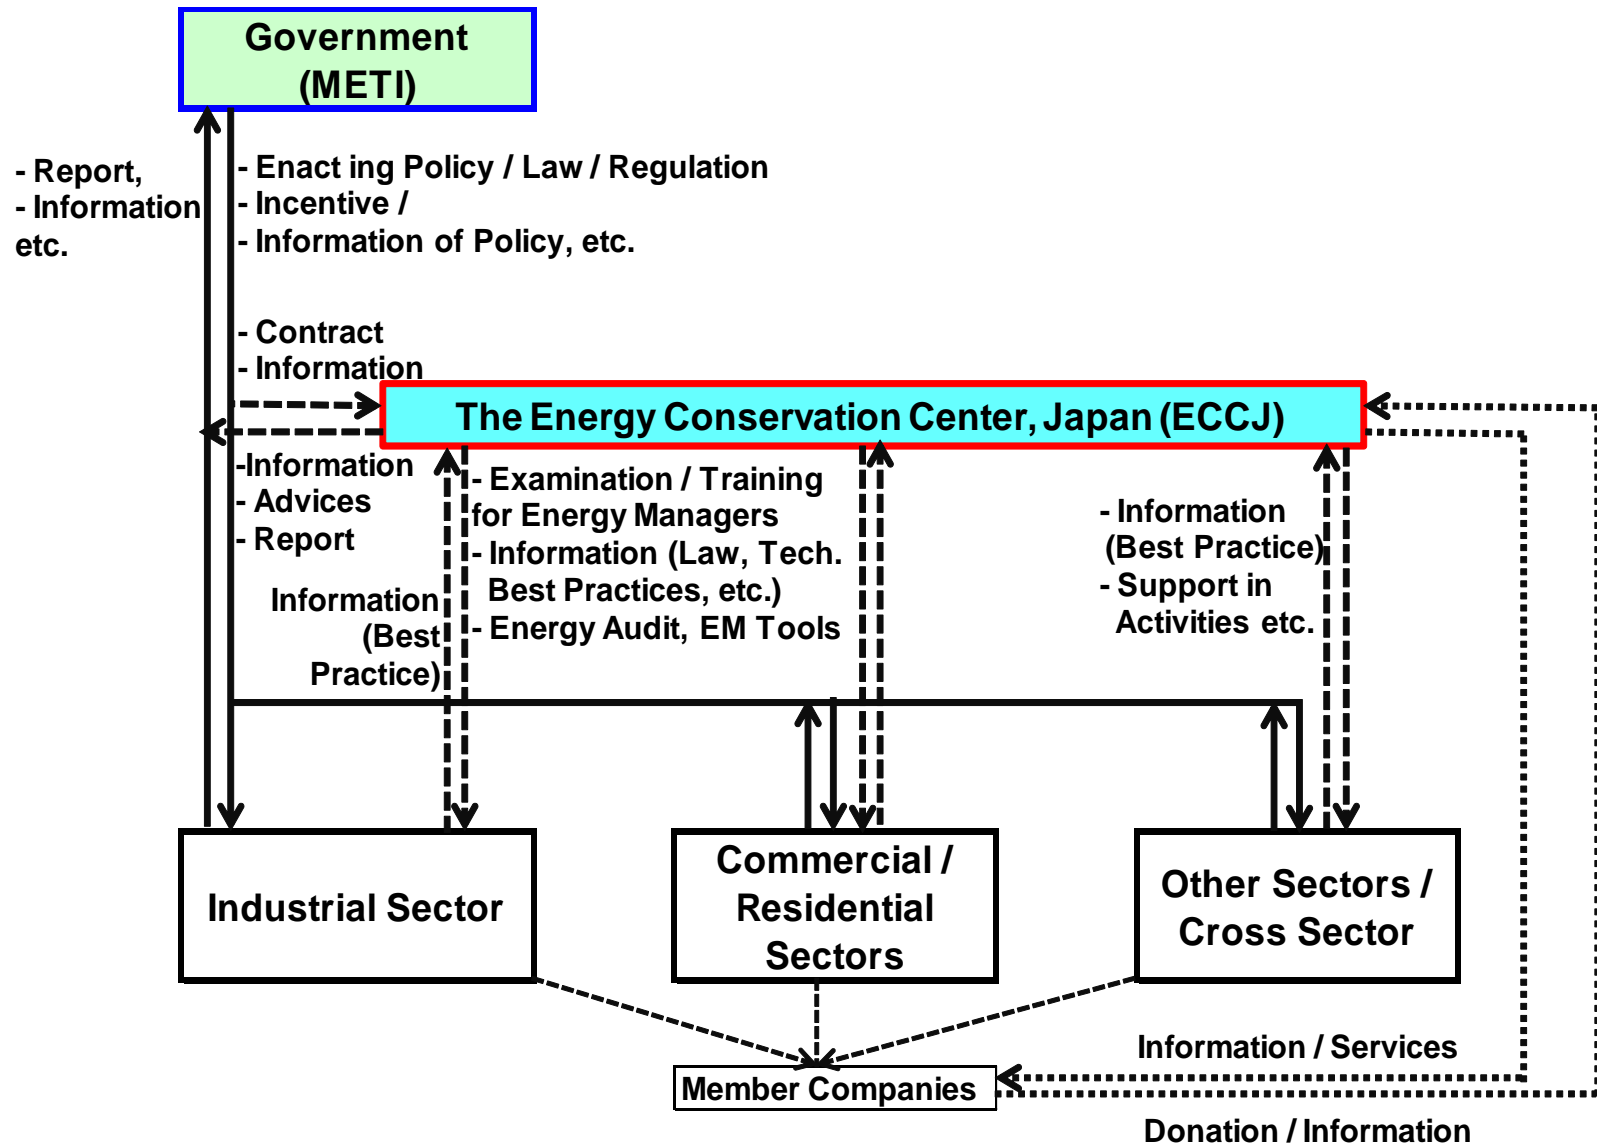 Government
(METI)
- Report,
- Information
etc.
- Enact ing Policy / Law / Regulation
- Incentive /
- Information of Policy, etc.
- Contract
- Information
The Energy Conservation Center, Japan (ECCJ)
-Information
- Advices
- Report
Information
(Best
Practice)
- Examination / Training
for Energy Managers
- Information (Law, Tech.
Best Practices, etc.)
- Energy Audit, EM Tools
- Information
(Best Practice)
- Support in
Activities etc.
Industrial Sector
Commercial /
Residential
Sectors
Other Sectors /
Cross Sector
Information / Services
Member Companies
Donation / Information